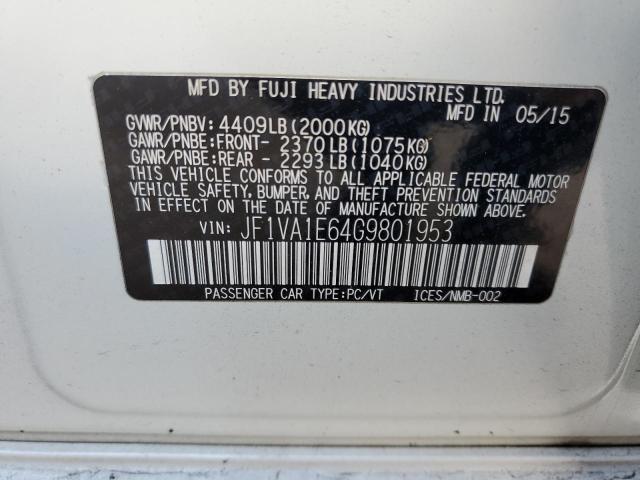 MFD BY FUJI HEAVY INDUSTRIES LTD.
MFD IN 05/15
GVWR/PNBV: 4409LB(2000KG)
GAWR/PNBE:FRONT- 2370LB(1075KG)
GAWR/PNBE:REAR - 2293LB(1040KG)
THIS VEHICLE CONFORMS TO ALL APPLICABLE FEDERAL MOTOR
VEHICLE SAFETY, BUMPER, AND THEFT PREVENTION STANDARDS
IN EFFECT ON THE DATE OF MANUFACTURE SHOWN ABOVE.
VIN: JF1VA1E64G9801953
PASSENGER CAR TYPE:PC/VT ICES/NMB-002